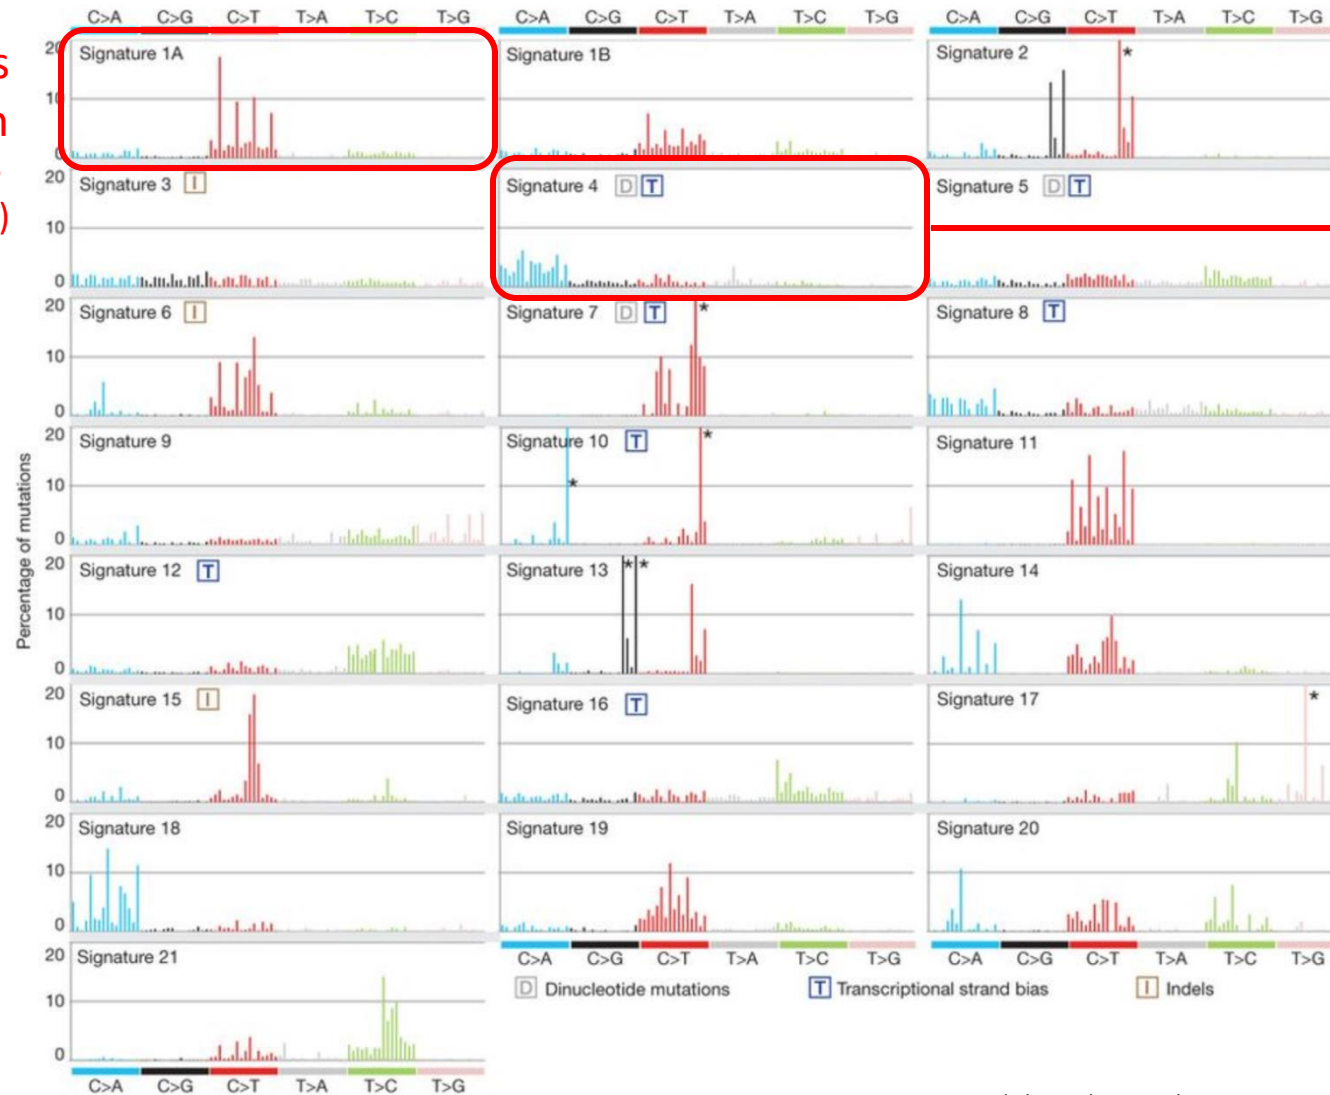 C>A C>G C>T T>A T>C T>G C>A C>G C>T T>A T>C T>G C>A C>G C>T T>A T>C T>G
s
n
)
Percentage of mutations
20 Signature 1A Signature 1B Signature 2 *
10
0
20 Signature 3 I Signature 4 D T Signature 5 D T
10
0
20 Signature 6 I Signature 7 D T * Signature 8 T
10
0
20 Signature 9 Signature 10 T * Signature 11
10 *
0
20 Signature 12 T Signature 13 * * Signature 14
10
0
20 Signature 15 I Signature 16 T Signature 17 *
10
0
20 Signature 18 Signature 19 Signature 20
10
0
20 Signature 21
10
0
C>A C>G C>T T>A T>C T>G C>A C>G C>T T>A T>C T>G
D Dinucleotide mutations T Transcriptional strand bias I Indels
C>A C>G C>T T>A T>C T>G